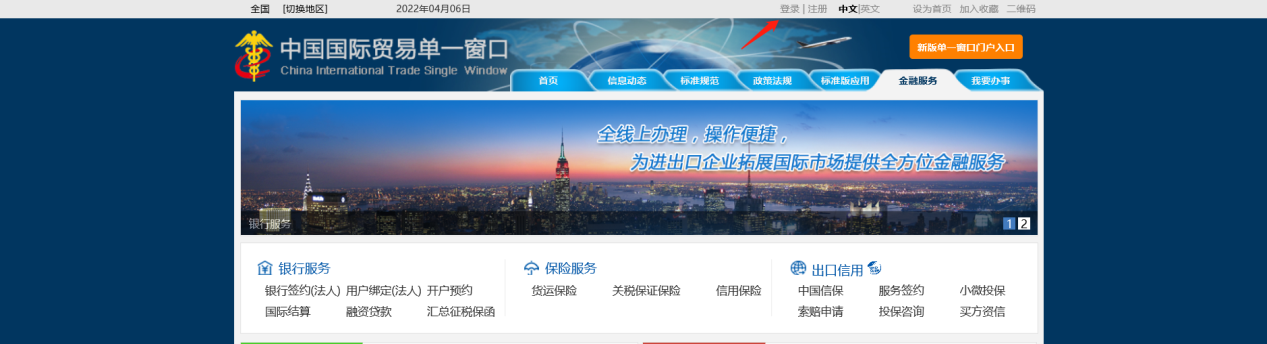 全国 [切换地区] 2022年04月06日 登录 | 注册 中文|英文 设为首页 加入收藏 二维码
中国国际贸易单一窗口
China International Trade Single Window
新版单一窗口门户入口
首页 信息动态 标准规范 政策法规 标准版应用 金融服务 我要办事
全线上办理，操作便捷，
为进出口企业拓展国际市场提供全方位金融服务
银行服务 1 2
银行服务 保险服务 出口信用
银行签约(法人) 用户绑定(法人) 开户预约 货运保险 关税保证保险 信用保险 中国信保 服务签约 小微投保
国际结算 融资贷款 汇总征税保函 索赔申请 投保咨询 买方资信